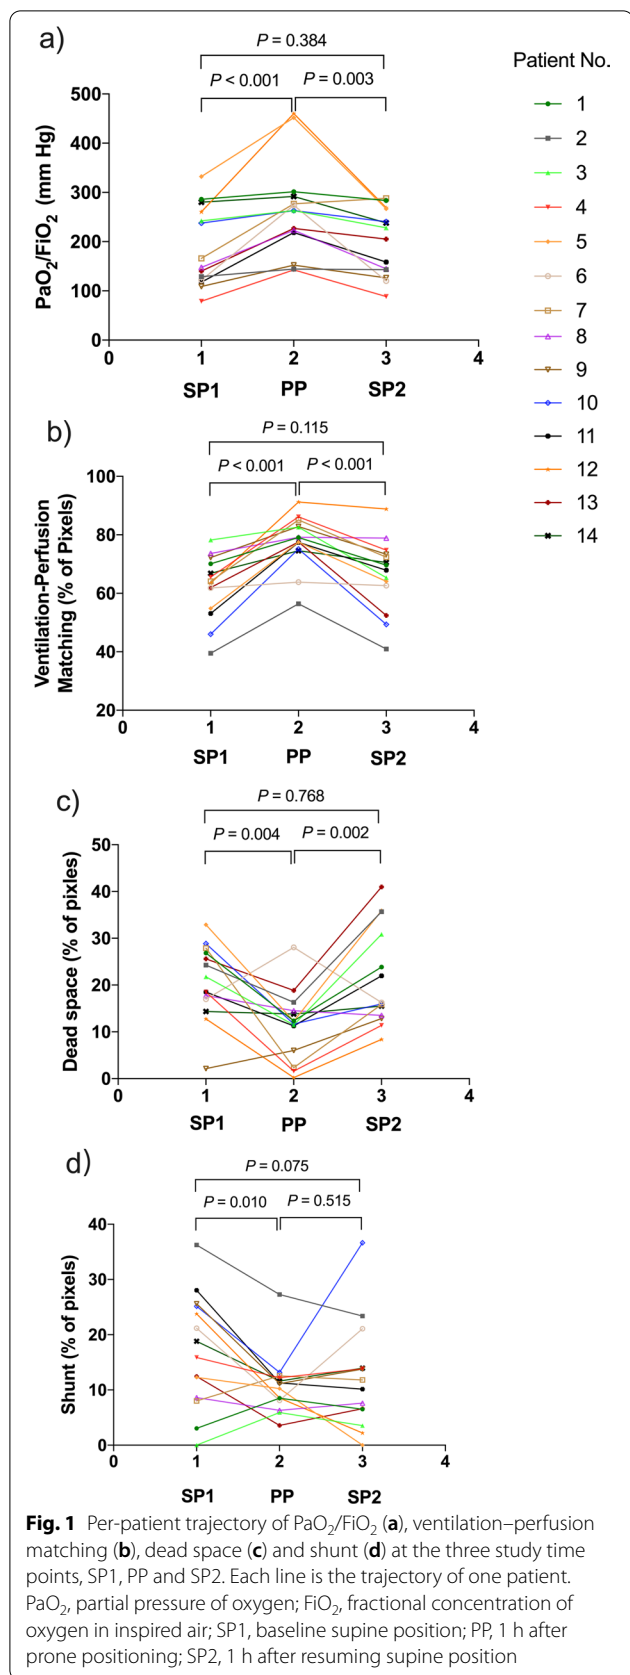 a)
P = 0.384
P < 0.001
P = 0.003
PaO2/FiO2 (mm Hg)
500
400
300
200
100
0
0
1
2
3
4
SP1
PP
SP2
Patient No.
1
2
3
4
5
6
7
8
9
10
11
12
13
14
b)
P = 0.115
P < 0.001
P < 0.001
Ventilation-Perfusion
Matching (% of Pixels)
100
80
60
40
20
0
1
2
3
4
SP1
PP
SP2
c)
P = 0.768
P = 0.004
P = 0.002
Dead space (% of pixles)
50
40
30
20
10
0
0
1
2
3
4
SP1
PP
SP2
d)
P = 0.075
P = 0.010
P = 0.515
Shunt (% of pixels)
40
30
20
10
0
0
1
2
3
4
SP1
PP
SP2
Fig. 1 Per-patient trajectory of PaO2/FiO2 (a), ventilation–perfusion
matching (b), dead space (c) and shunt (d) at the three study time
points, SP1, PP and SP2. Each line is the trajectory of one patient.
PaO2, partial pressure of oxygen; FiO2, fractional concentration of
oxygen in inspired air; SP1, baseline supine position; PP, 1 h after
prone positioning; SP2, 1 h after resuming supine position